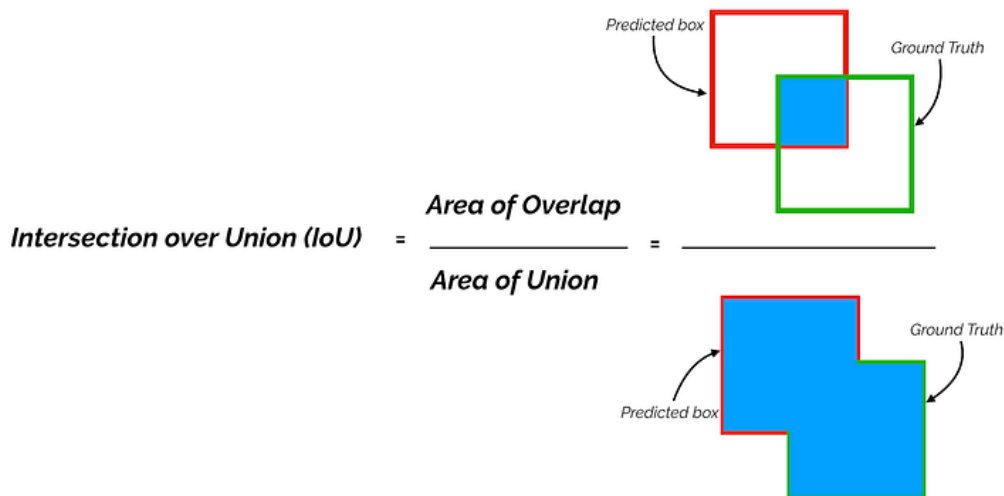 Predicted box
Ground Truth
Intersection over Union (IoU) = Area of Overlap =
Area of Union
Ground Truth
Predicted box